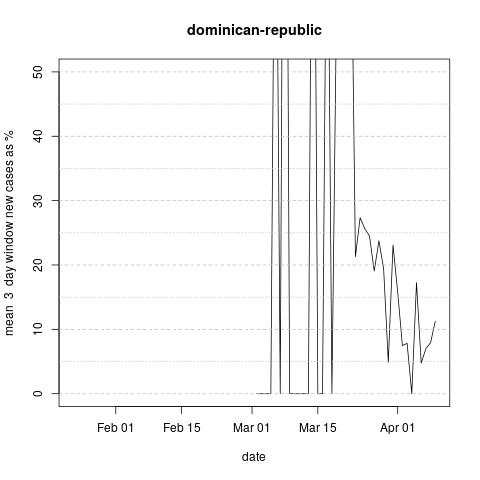 dominican-republic
mean 3 day window new cases as %
50
40
30
20
10
0
Feb 01 Feb 15 Mar 01 Mar 15 Apr 01
date